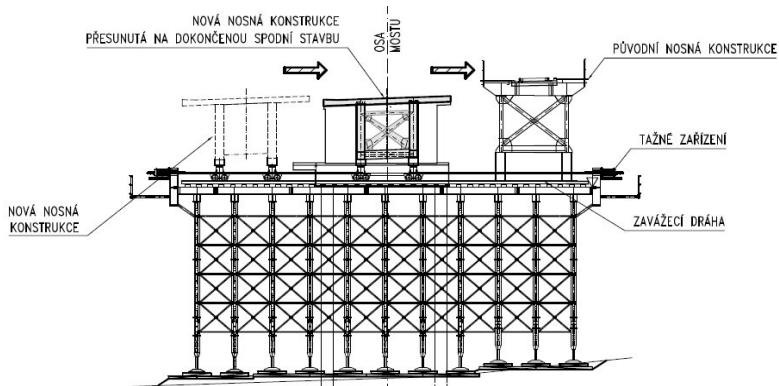 NOVÁ NOSNÁ KONSTRUKCE
PŘESUNUTÁ NA DOKONČENOU SPODNÍ STAVBU
OSA
MOSTU
PŮVODNÍ NOSNÁ KONSTRUKCE
TAŽNÉ ZAŘÍZENÍ
NOVÁ NOSNÁ
KONSTRUKCE
ZAVÁŽECÍ DRÁHA